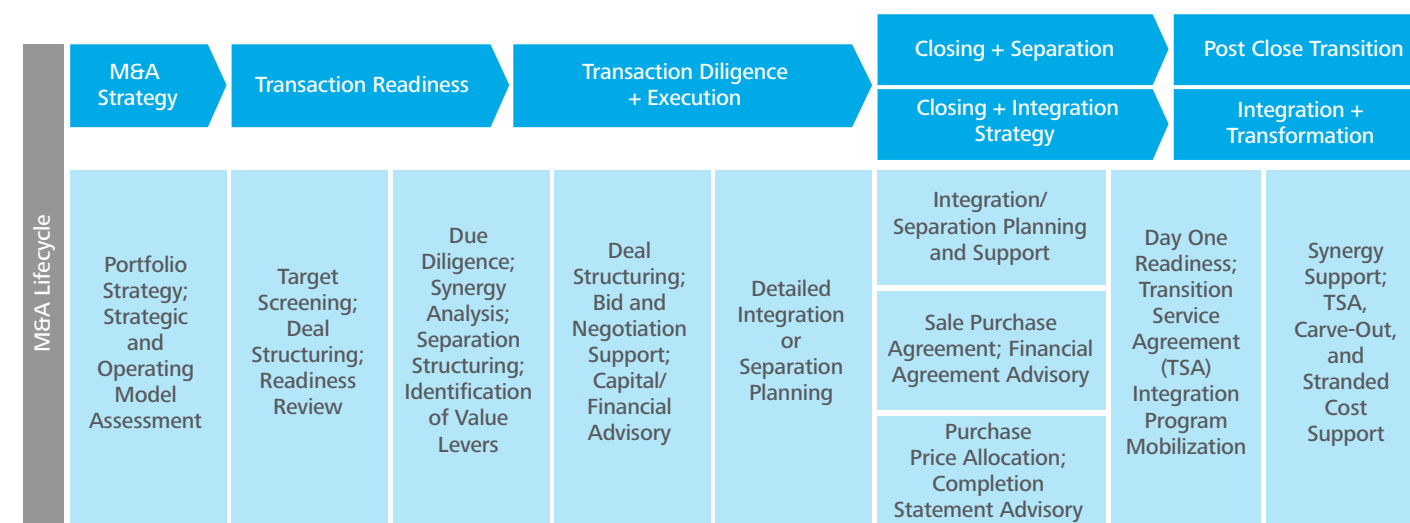 M&A Lifecycle
M&A
Strategy
Transaction Readiness
Transaction Diligence
+ Execution
Closing + Separation
Post Close Transition
Closing + Integration
Strategy
Integration +
Transformation
Portfolio
Strategy;
Strategic
and
Operating
Model
Assessment
Target
Screening;
Deal
Structuring;
Readiness
Review
Due
Diligence;
Synergy
Analysis;
Separation
Structuring;
Identification
of Value
Levers
Deal
Structuring;
Bid and
Negotiation
Support;
Capital/
Financial
Advisory
Detailed
Integration
or
Separation
Planning
Integration/
Separation Planning
and Support
Sale Purchase
Agreement; Financial
Agreement Advisory
Purchase
Price Allocation;
Completion
Statement Advisory
Day One
Readiness;
Transition
Service
Agreement
(TSA)
Integration
Program
Mobilization
Synergy
Support;
TSA,
Carve-Out,
and
Stranded
Cost
Support